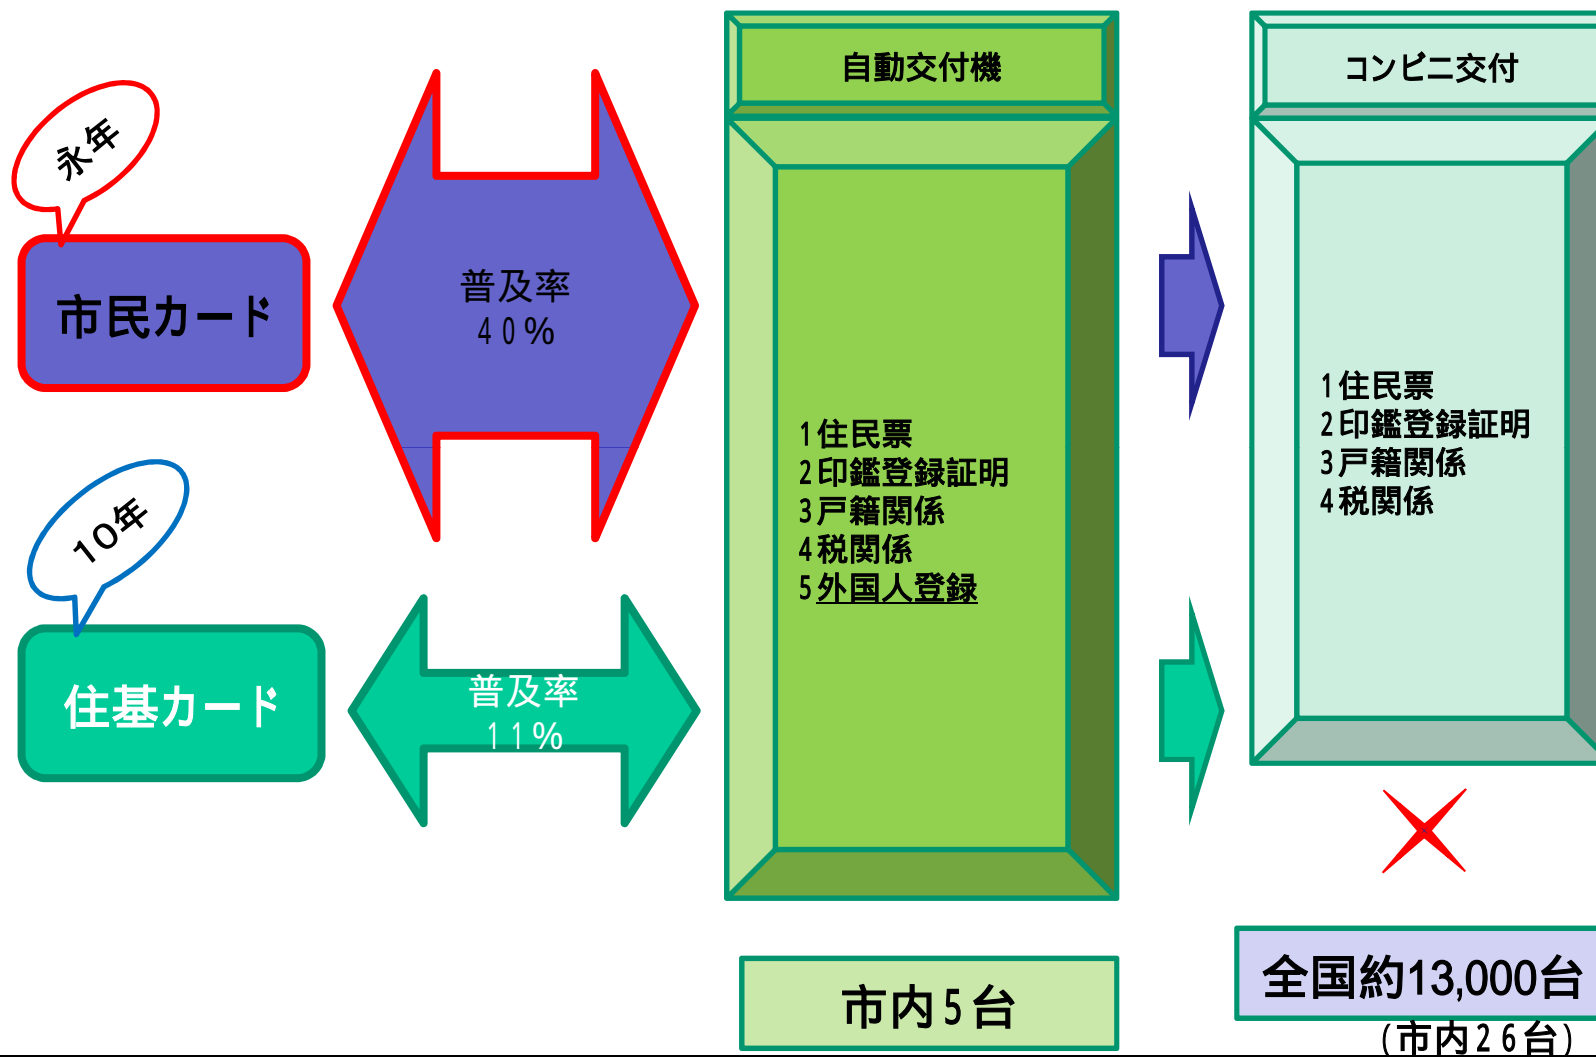 自動交付機
コンビニ交付
永年
市民カード
普及率
４０％
1住民票
2印鑑登録証明
3戸籍関係
4税関係
5外国人登録
1住民票
2印鑑登録証明
3戸籍関係
4税関係
１０年
住基カード
普及率
１１％
市内５台
全国約13,000台
（市内２６台）